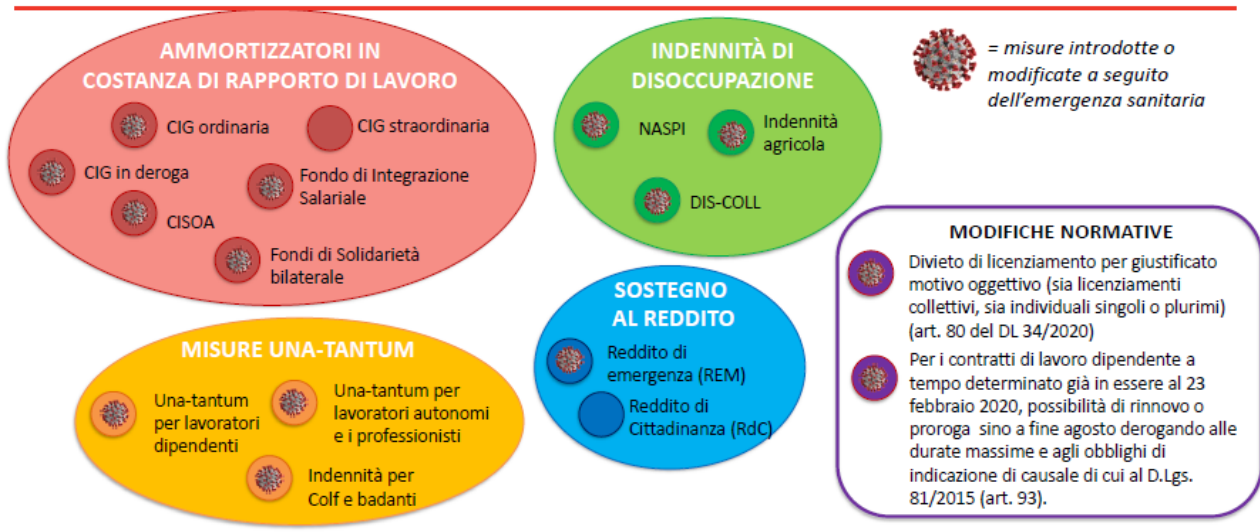 AMMORTIZZATORI IN
COSTANZA DI RAPPORTO DI LAVORO
CIG ordinaria
CIG straordinaria
CIG in deroga
Fondo di Integrazione
Salariale
CISOA
Fondi di Solidarietà
bilaterale
INDENNITÀ DI
DISOCCUPAZIONE
NASPI
Indennità
agricola
DIS-COLL
= misure introdotte o
modificate a seguito
dell'emergenza sanitaria
MISURE UNA-TANTUM
Una-tantum
per lavoratori
dipendenti
Una-tantum per
lavoratori autonomi
e i professionisti
Indennità per
Colf e badanti
SOSTEGNO
AL REDDITO
Reddito di
emergenza (REM)
Reddito di
Cittadinanza (RdC)
MODIFICHE NORMATIVE
Divieto di licenziamento per giustificato
motivo oggettivo (sia licenziamenti
collettivi, sia individuali singoli o plurimi)
(art. 80 del DL 34/2020)
Per i contratti di lavoro dipendente a
tempo determinato già in essere al 23
febbraio 2020, possibilità di rinnovo o
proroga sino a fine agosto derogando alle
durate massime e agli obblighi di
indicazione di causale di cui al D.Lgs.
81/2015 (art. 93).